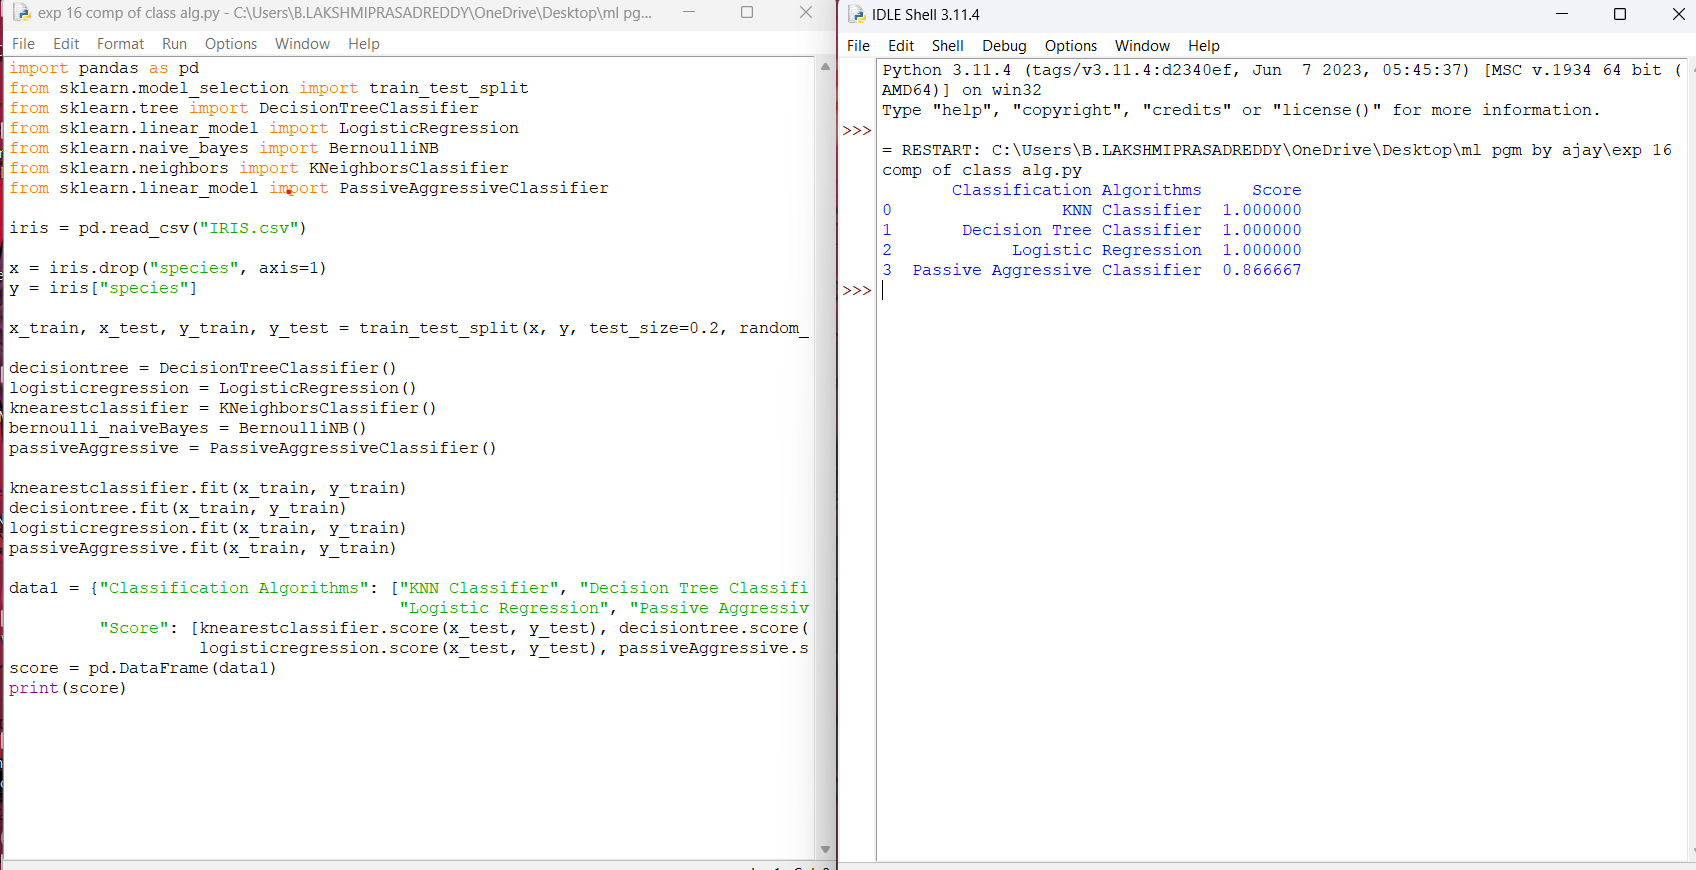 exp 16 comp of class alg.py - C:\Users\B.LAKSHMIPRASADREDDY\OneDrive\Desktop\ml pg...
File Edit Format Run Options Window Help
import pandas as pd
from sklearn.model_selection import train_test_split
from sklearn.tree import DecisionTreeClassifier
from sklearn.linear_model import LogisticRegression
from sklearn.naive_bayes import BernoulliNB
from sklearn.neighbors import KNeighborsClassifier
from sklearn.linear_model import PassiveAggressiveClassifier
iris = pd.read_csv("IRIS.csv")
x = iris.drop("species", axis=1)
y = iris["species"]
x_train, x_test, y_train, y_test = train_test_split(x, y, test_size=0.2, random_
decisiontree = DecisionTreeClassifier()
logisticregression = LogisticRegression()
knearestclassifier = KNeighborsClassifier()
bernoulli_naiveBayes = BernoulliNB()
passiveAggressive = PassiveAggressiveClassifier()
knearestclassifier.fit(x_train, y_train)
decisiontree.fit(x_train, y_train)
logisticregression.fit(x_train, y_train)
passiveAggressive.fit(x_train, y_train)
data1 = {"Classification Algorithms": ["KNN Classifier", "Decision Tree Classifi
"Logistic Regression", "Passive Aggressiv
"Score": [knearestclassifier.score(x_test, y_test), decisiontree.score(
logisticregression.score(x_test, y_test), passiveAggressive.s
score = pd.DataFrame(data1)
print(score)
IDLE Shell 3.11.4
File Edit Shell Debug Options Window Help
Python 3.11.4 (tags/v3.11.4:d2340ef, Jun  7 2023, 05:45:37) [MSC v.1934 64 bit (
AMD64)] on win32
Type "help", "copyright", "credits" or "license()" for more information.
>>>
= RESTART: C:\Users\B.LAKSHMIPRASADREDDY\OneDrive\Desktop\ml pgm by ajay\exp 16
comp of class alg.py
Classification Algorithms Score
0 KNN Classifier 1.000000
1 Decision Tree Classifier 1.000000
2 Logistic Regression 1.000000
3 Passive Aggressive Classifier 0.866667
>>>